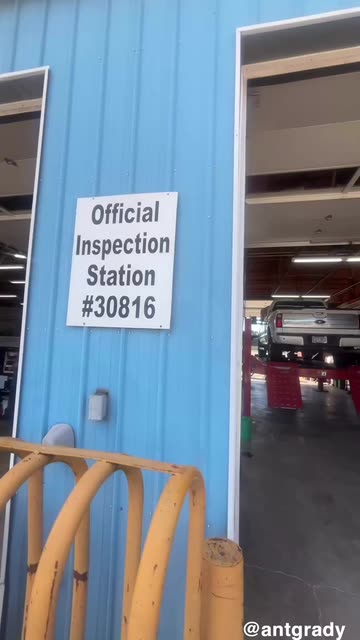 Official
Inspection
Station
#30816
@antgrady